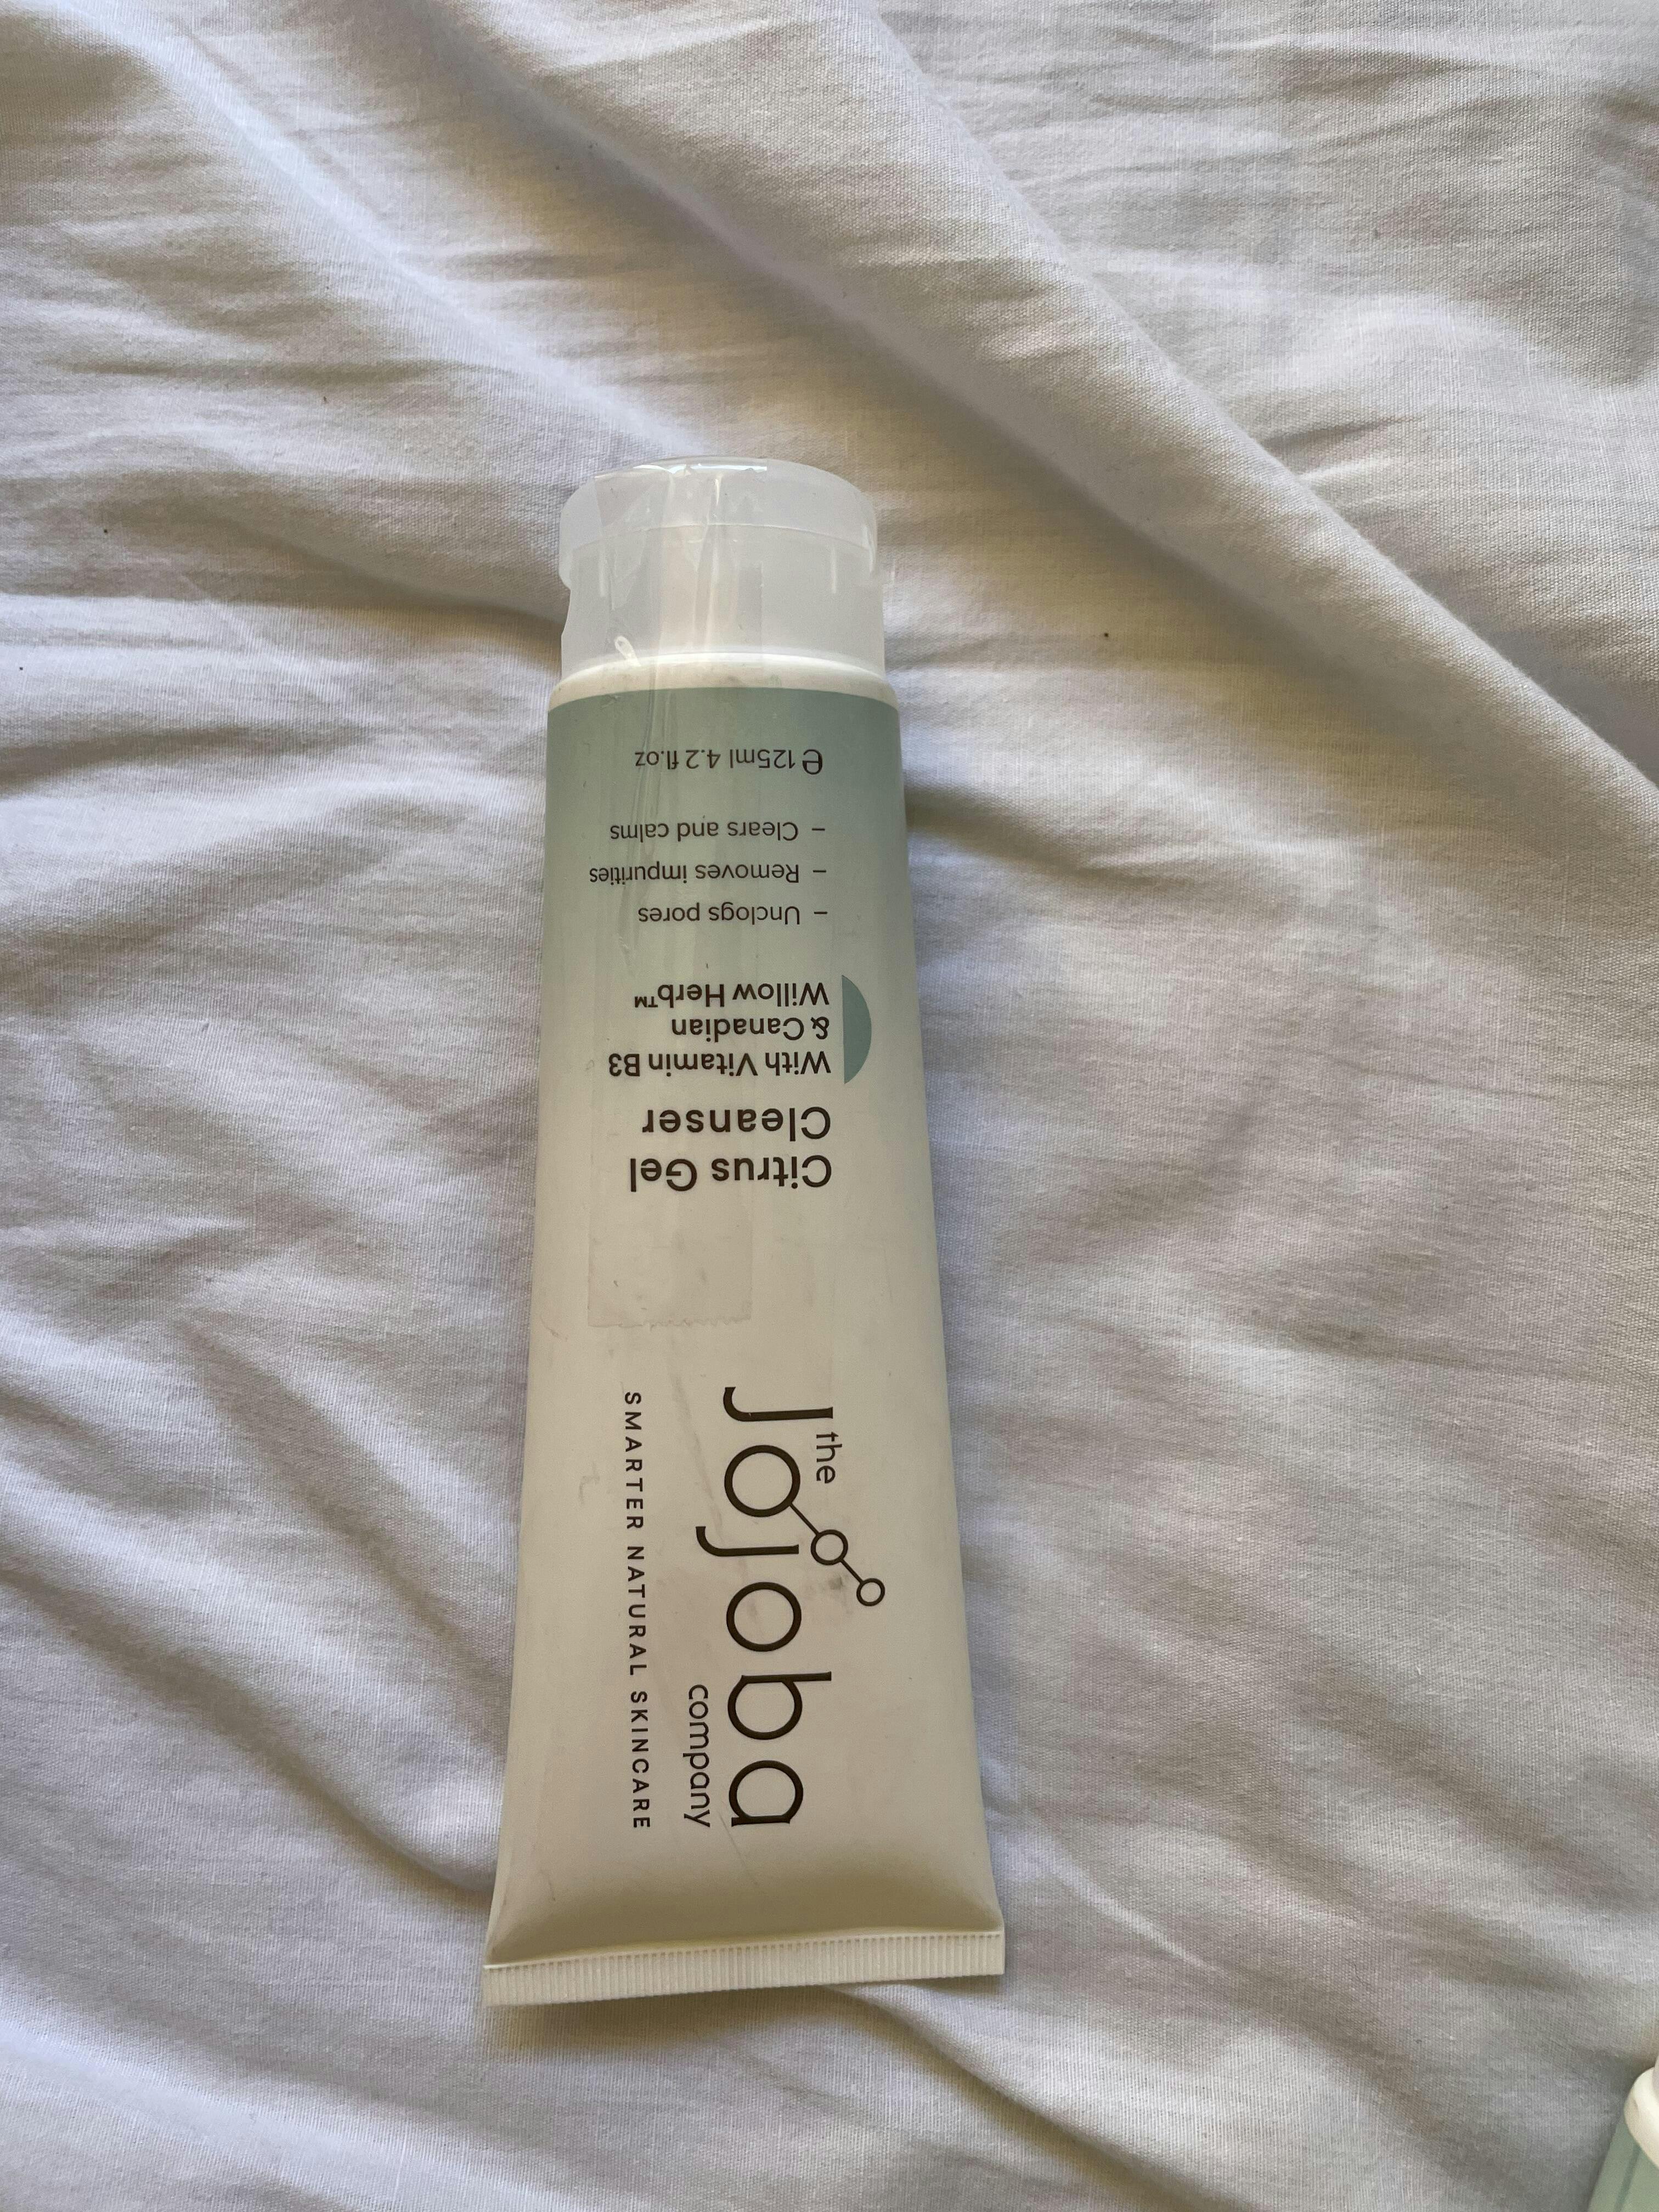 the
Jojoba
company
SMARTER NATURAL SKINCARE
Citrus Gel
Cleanser
With Vitamin B3
& Canadian
Willow Herb™
– Unclogs pores
– Removes impurities
– Clears and calms
℮ 125ml 4.2 fl.oz